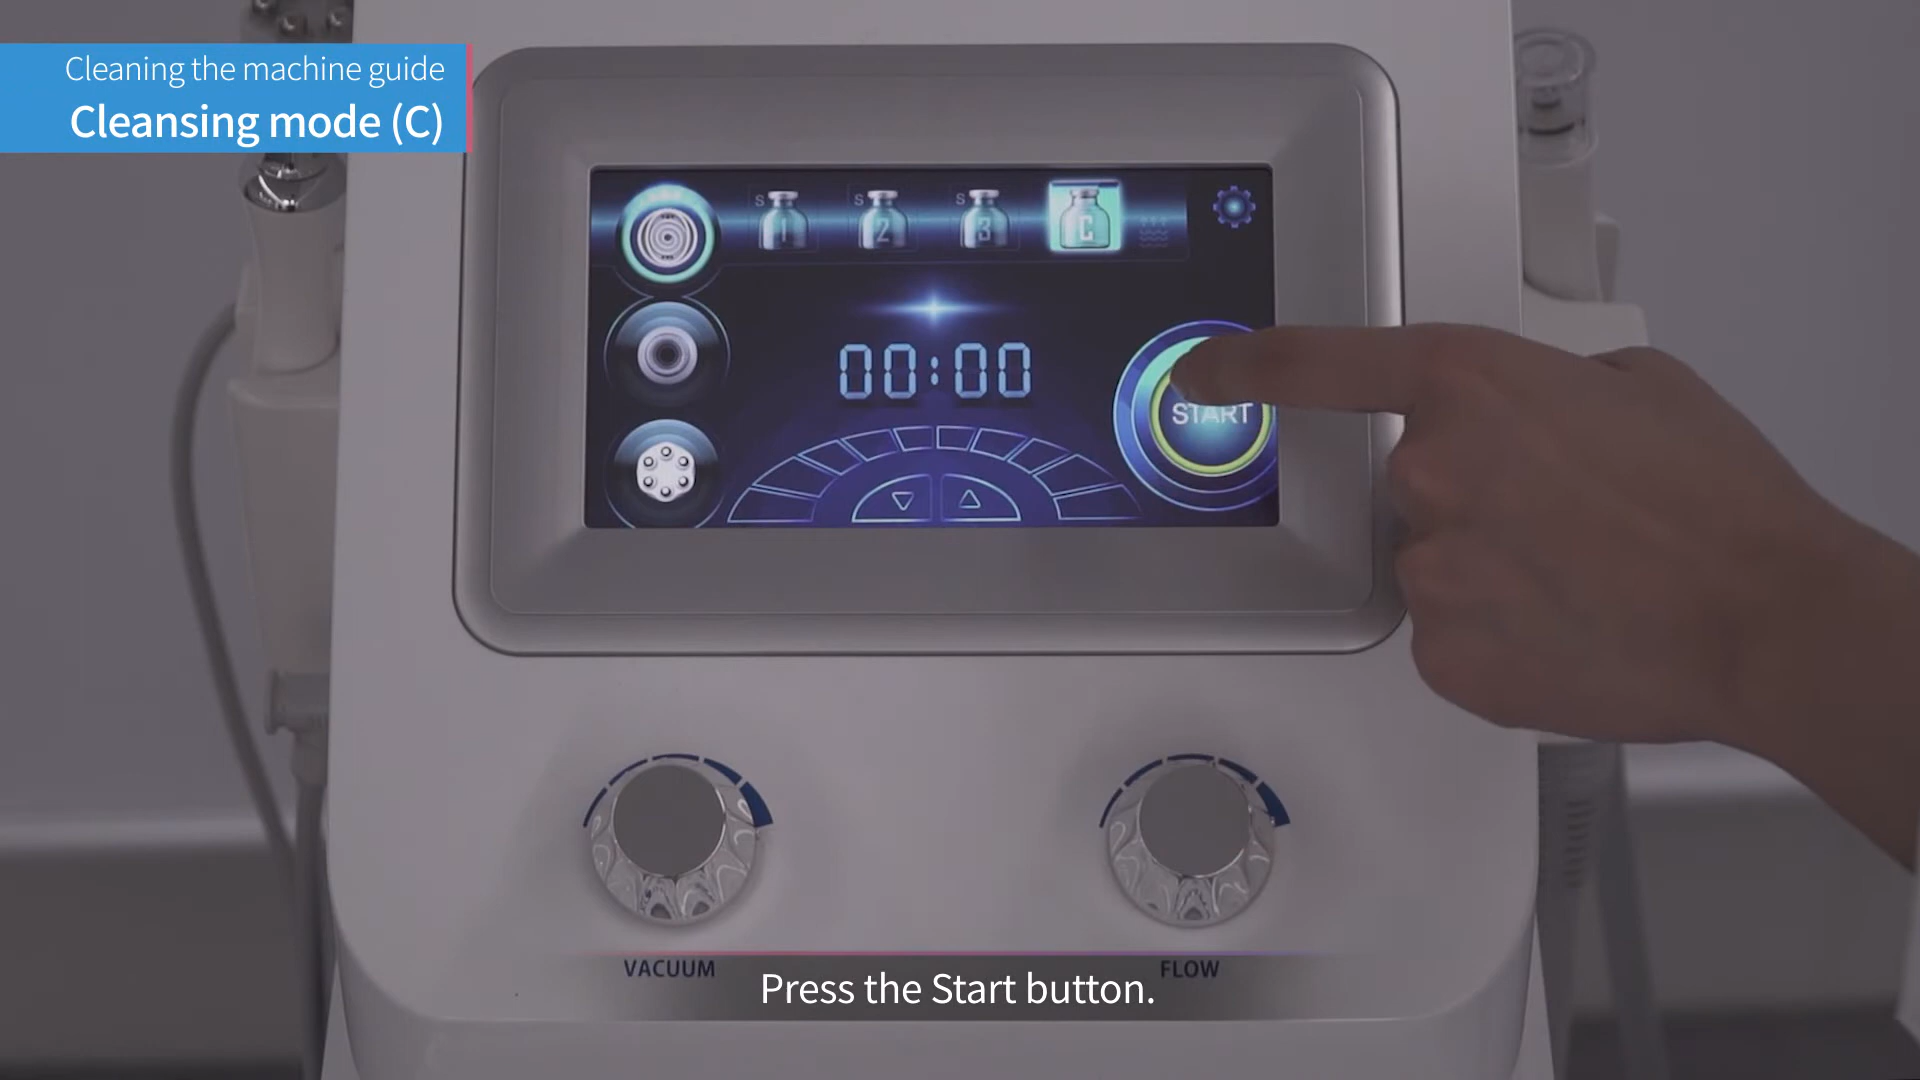 Cleaning the machine guide
Cleansing mode (C)
S 1 S 2 S 3 C
00:00
START
VACUUM
FLOW
Press the Start button.